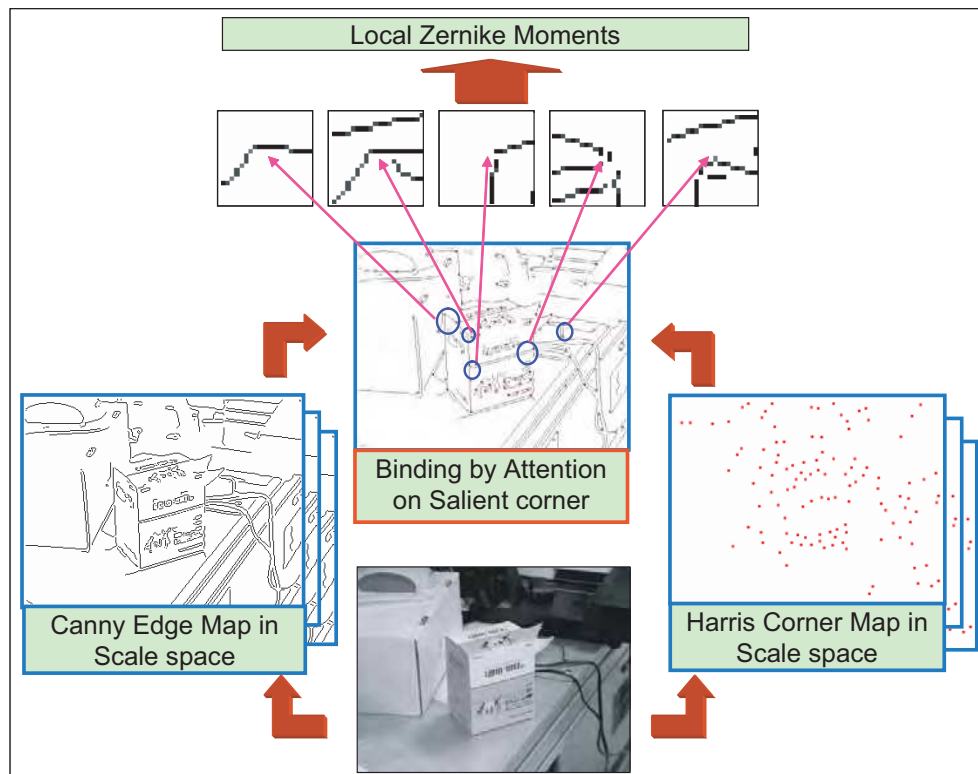 Local Zernike Moments
Binding by Attention
on Salient corner
Canny Edge Map in
Scale space
Harris Corner Map in
Scale space